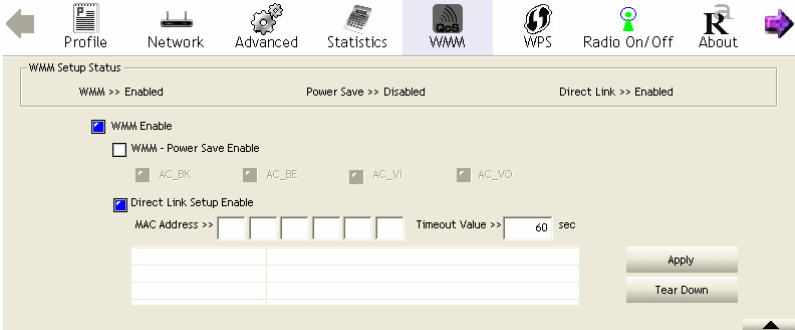 Profile Network Advanced Statistics QoS WMM WPS Radio On/Off Ra About
WMM Setup Status
WMM >> Enabled Power Save >> Disabled Direct Link >> Enabled
WMM Enable
WMM - Power Save Enable
AC_BK AC_BE AC_VI AC_VO
Direct Link Setup Enable
MAC Address >> Timeout Value >> 60 sec
Apply
Tear Down